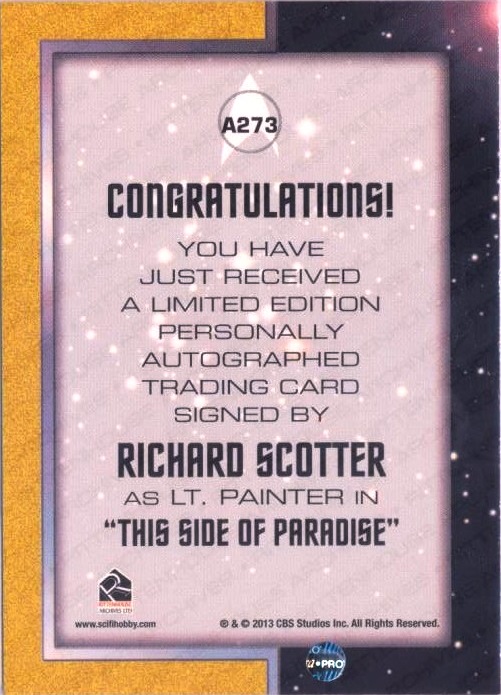 A273
CONGRATULATIONS!
YOU HAVE
JUST RECEIVED
A LIMITED EDITION
PERSONALLY
AUTOGRAPHED
TRADING CARD
SIGNED BY
RICHARD SCOTTER
AS LT. PAINTER IN
“THIS SIDE OF PARADISE”
RITTENHOUSE
ARCHIVES LTD
www.scifihobby.com
® & © 2013 CBS Studios Inc. All Rights Reserved.
PRO